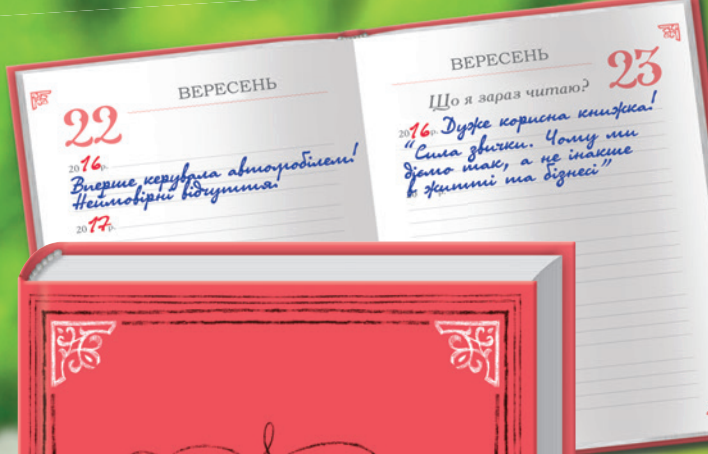 ВЕРЕСЕНЬ
22
2016р.
Вперше керувала автомобілем!
Неймовірні відчуття!
2017р.
ВЕРЕСЕНЬ
23
Що я зараз читаю?
2016р. Дуже корисна книжка!
“Сила звички. Чому ми
діємо так, а не інакше
в житті та бізнесі”